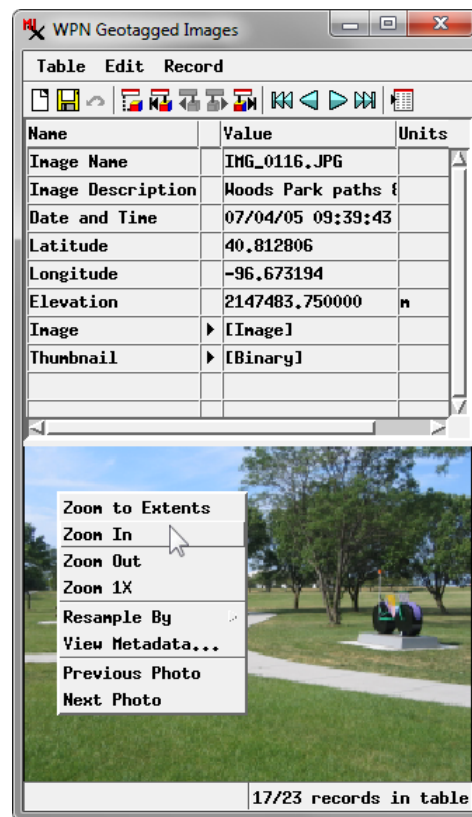 WPN Geotagged Images
Table Edit Record
Name Value Units
Image Name IMG_0116.JPG
Image Description Woods Park paths &
Date and Time 07/04/05 09:39:43
Latitude 40.812806
Longitude -96.673194
Elevation 2147483.750000 m
Image [Image]
Thumbnail [Binary]
Zoom to Extents
Zoom In
Zoom Out
Zoom 1X
Resample By
View Metadata...
Previous Photo
Next Photo
17/23 records in table